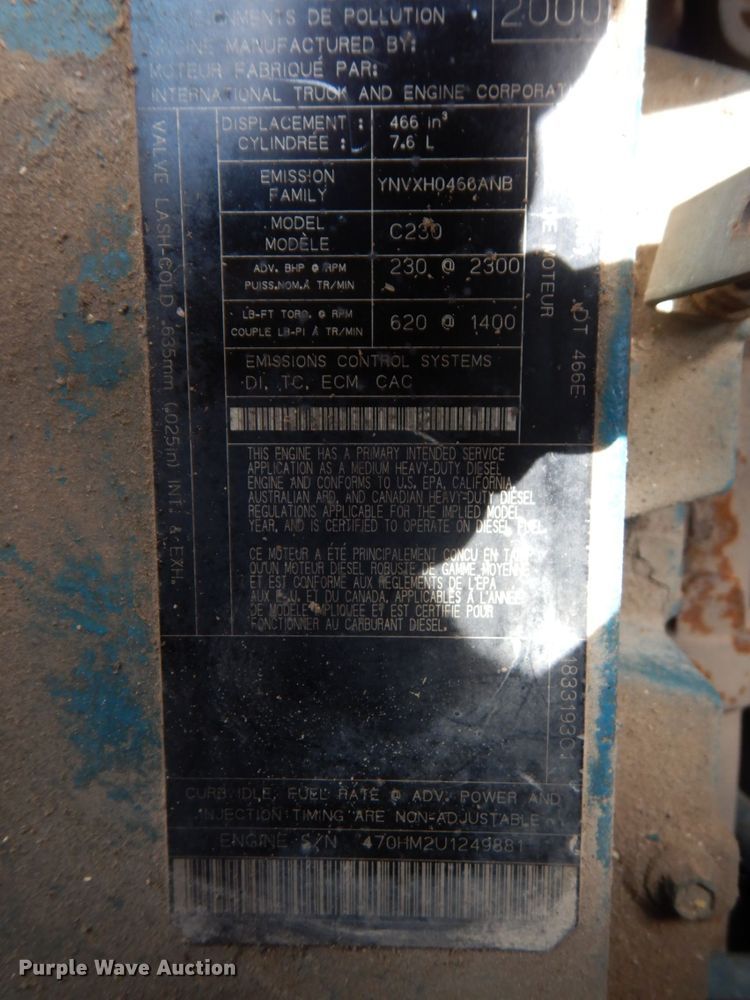 DE POLLUTION
2000
MANUFACTURED BY:
MOTEUR FABRIQUÉ PAR:
INTERNATIONAL TRUCK AND ENGINE CORPORAT
DISPLACEMENT : 466 in³
CYLINDRÉE : 7.6 L
EMISSION FAMILY YNVXH0466ANB
MODEL
MODÈLE C230
ADV. BHP @ RPM
PUISS.NOM.À TR/MIN 230 @ 2300
LB-FT TORQ. @ RPM
COUPLE LB-PI À TR/MIN 620 @ 1400
EMISSIONS CONTROL SYSTEMS
DI, TC, ECM CAC
THIS ENGINE HAS A PRIMARY INTENDED SERVICE
APPLICATION AS A MEDIUM HEAVY-DUTY DIESEL
ENGINE AND CONFORMS TO U.S. EPA, CALIFORNIA,
AUSTRALIAN ARD, AND CANADIAN HEAVY-DUTY DIESEL
REGULATIONS APPLICABLE FOR THE IMPLIED MODEL
YEAR, AND IS CERTIFIED TO OPERATE ON DIESEL FUEL.
CE MOTEUR A ÉTÉ PRINCIPALEMENT CONÇU EN TANT
QU'UN MOTEUR DIESEL ROBUSTE DE GAMME MOYENNE
ET EST CONFORME AUX RÈGLEMENTS DE L'EPA
AUX É.-U. ET DU CANADA, APPLICABLES À L'ANNÉE
DE MODÈLE IMPLIQUÉE ET EST CERTIFIÉ POUR
FONCTIONNER AU CARBURANT DIESEL.
VALVE LASH-COLD .635mm (.025in) INT. & EXH.
DE MOTEUR
DT 466E
CURB IDLE, FUEL RATE @ ADV. POWER AND
INJECTION TIMING ARE NON-ADJUSTABLE
ENGINE S/N 470HM2U1249881
Purple Wave Auction